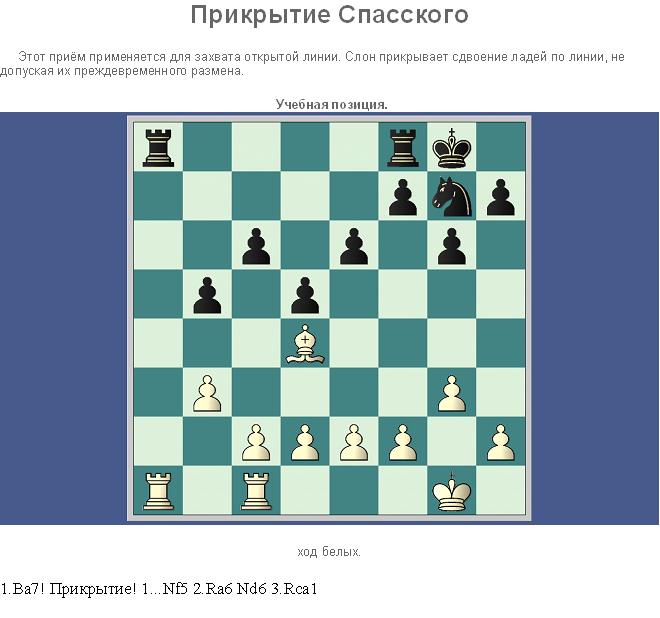 Прикрытие Спасского
Этот приём применяется для захвата открытой линии. Слон прикрывает сдвоение ладей по линии, не
допуская их преждевременного размена.
Учебная позиция.
ход белых.
1.Ba7! Прикрытие! 1...Nf5 2.Ra6 Nd6 3.Rca1